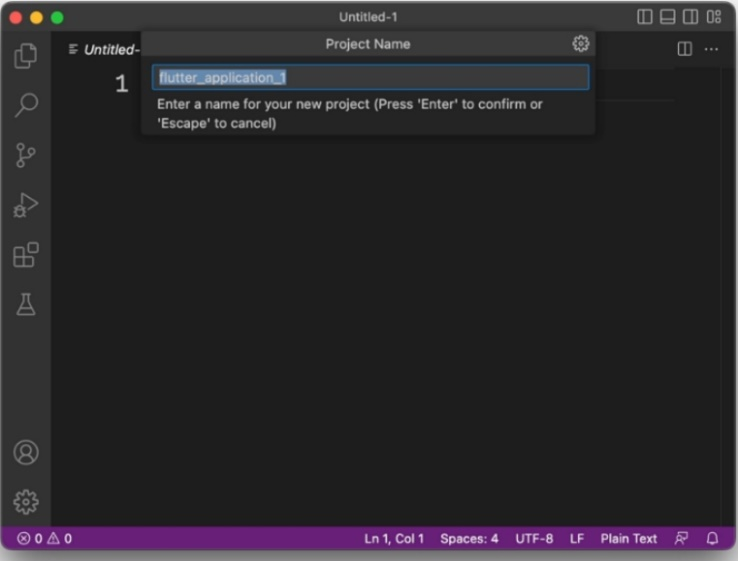 Untitled-1
Untitled-
Project Name
1
flutter_application_1
Enter a name for your new project (Press 'Enter' to confirm or
'Escape' to cancel)
0 0 Ln 1, Col 1 Spaces: 4 UTF-8 LF Plain Text